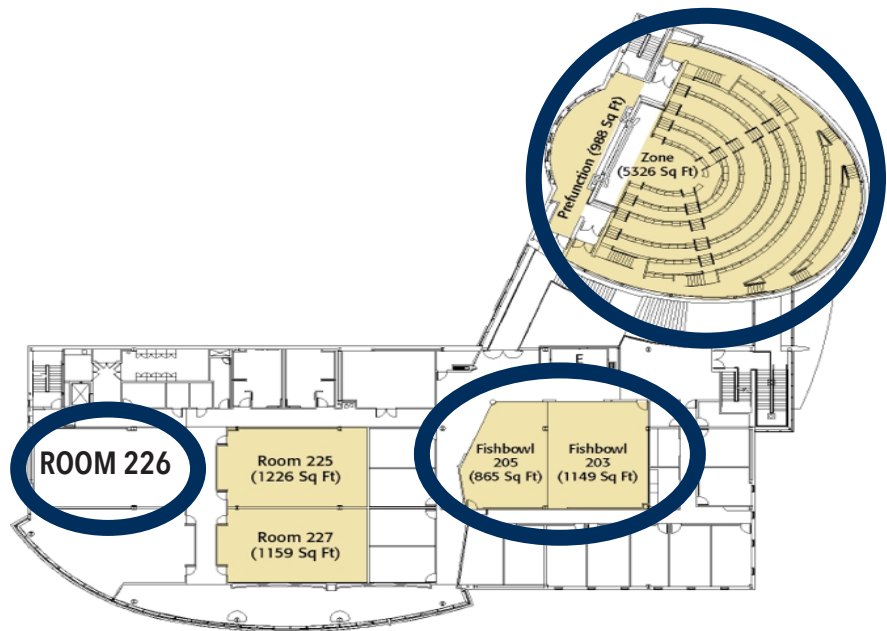 Prefunction (988 Sq Ft)
Zone
(5326 Sq Ft)
E
ROOM 226
Room 225
(1226 Sq Ft)
Room 227
(1159 Sq Ft)
Fishbowl
205
(865 Sq Ft)
Fishbowl
203
(1149 Sq Ft)